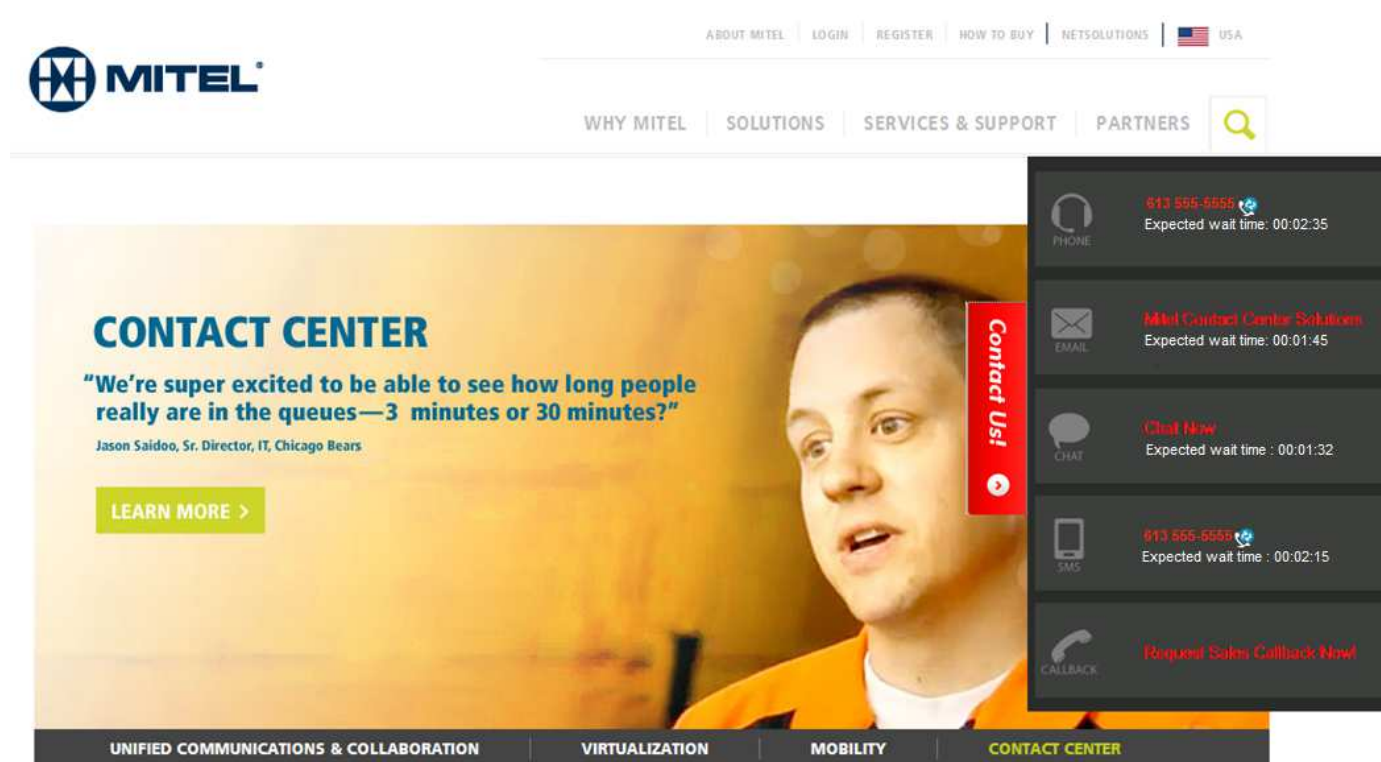 ABOUT MITEL LOGIN REGISTER HOW TO BUY NETSOLUTIONS USA
MITEL®
WHY MITEL SOLUTIONS SERVICES & SUPPORT PARTNERS
613 555-5555
Expected wait time: 00:02:35
PHONE
Mitel Contact Center Solutions
Expected wait time: 00:01:45
EMAIL
Chat Now
Expected wait time : 00:01:32
CHAT
613 555-5555
Expected wait time : 00:02:15
SMS
Request Sales Callback Now!
CALLBACK
Contact Us!
CONTACT CENTER
“We’re super excited to be able to see how long people
really are in the queues—3 minutes or 30 minutes?”
Jason Saidoo, Sr. Director, IT, Chicago Bears
LEARN MORE >
UNIFIED COMMUNICATIONS & COLLABORATION VIRTUALIZATION MOBILITY CONTACT CENTER